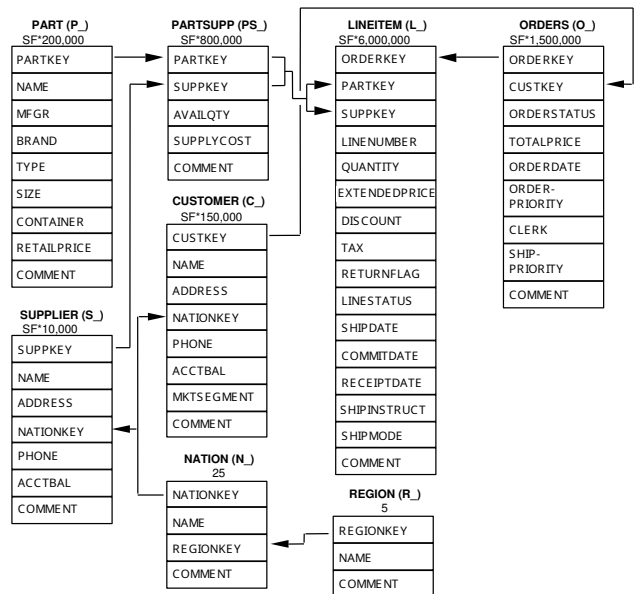 PART (P_)
SF*200,000
PARTKEY
NAME
MFGR
BRAND
TYPE
SIZE
CONTAINER
RETAILPRICE
COMMENT
SUPPLIER (S_)
SF*10,000
SUPPKEY
NAME
ADDRESS
NATIONKEY
PHONE
ACCTBAL
COMMENT
PARTSUPP (PS_)
SF*800,000
PARTKEY
SUPPKEY
AVAILQTY
SUPPLYCOST
COMMENT
CUSTOMER (C_)
SF*150,000
CUSTKEY
NAME
ADDRESS
NATIONKEY
PHONE
ACCTBAL
MKTSEGMENT
COMMENT
NATION (N_)
25
NATIONKEY
NAME
REGIONKEY
COMMENT
LINEITEM (L_)
SF*6,000,000
ORDERKEY
PARTKEY
SUPPKEY
LINENUMBER
QUANTITY
EXTENDEDPRICE
DISCOUNT
TAX
RETURNFLAG
LINESTATUS
SHIPDATE
COMMITDATE
RECEIPTDATE
SHIPINSTRUCT
SHIPMODE
COMMENT
REGION (R_)
5
REGIONKEY
NAME
COMMENT
ORDERS (O_)
SF*1,500,000
ORDERKEY
CUSTKEY
ORDERSTATUS
TOTALPRICE
ORDERDATE
ORDER-
PRIORITY
CLERK
SHIP-
PRIORITY
COMMENT